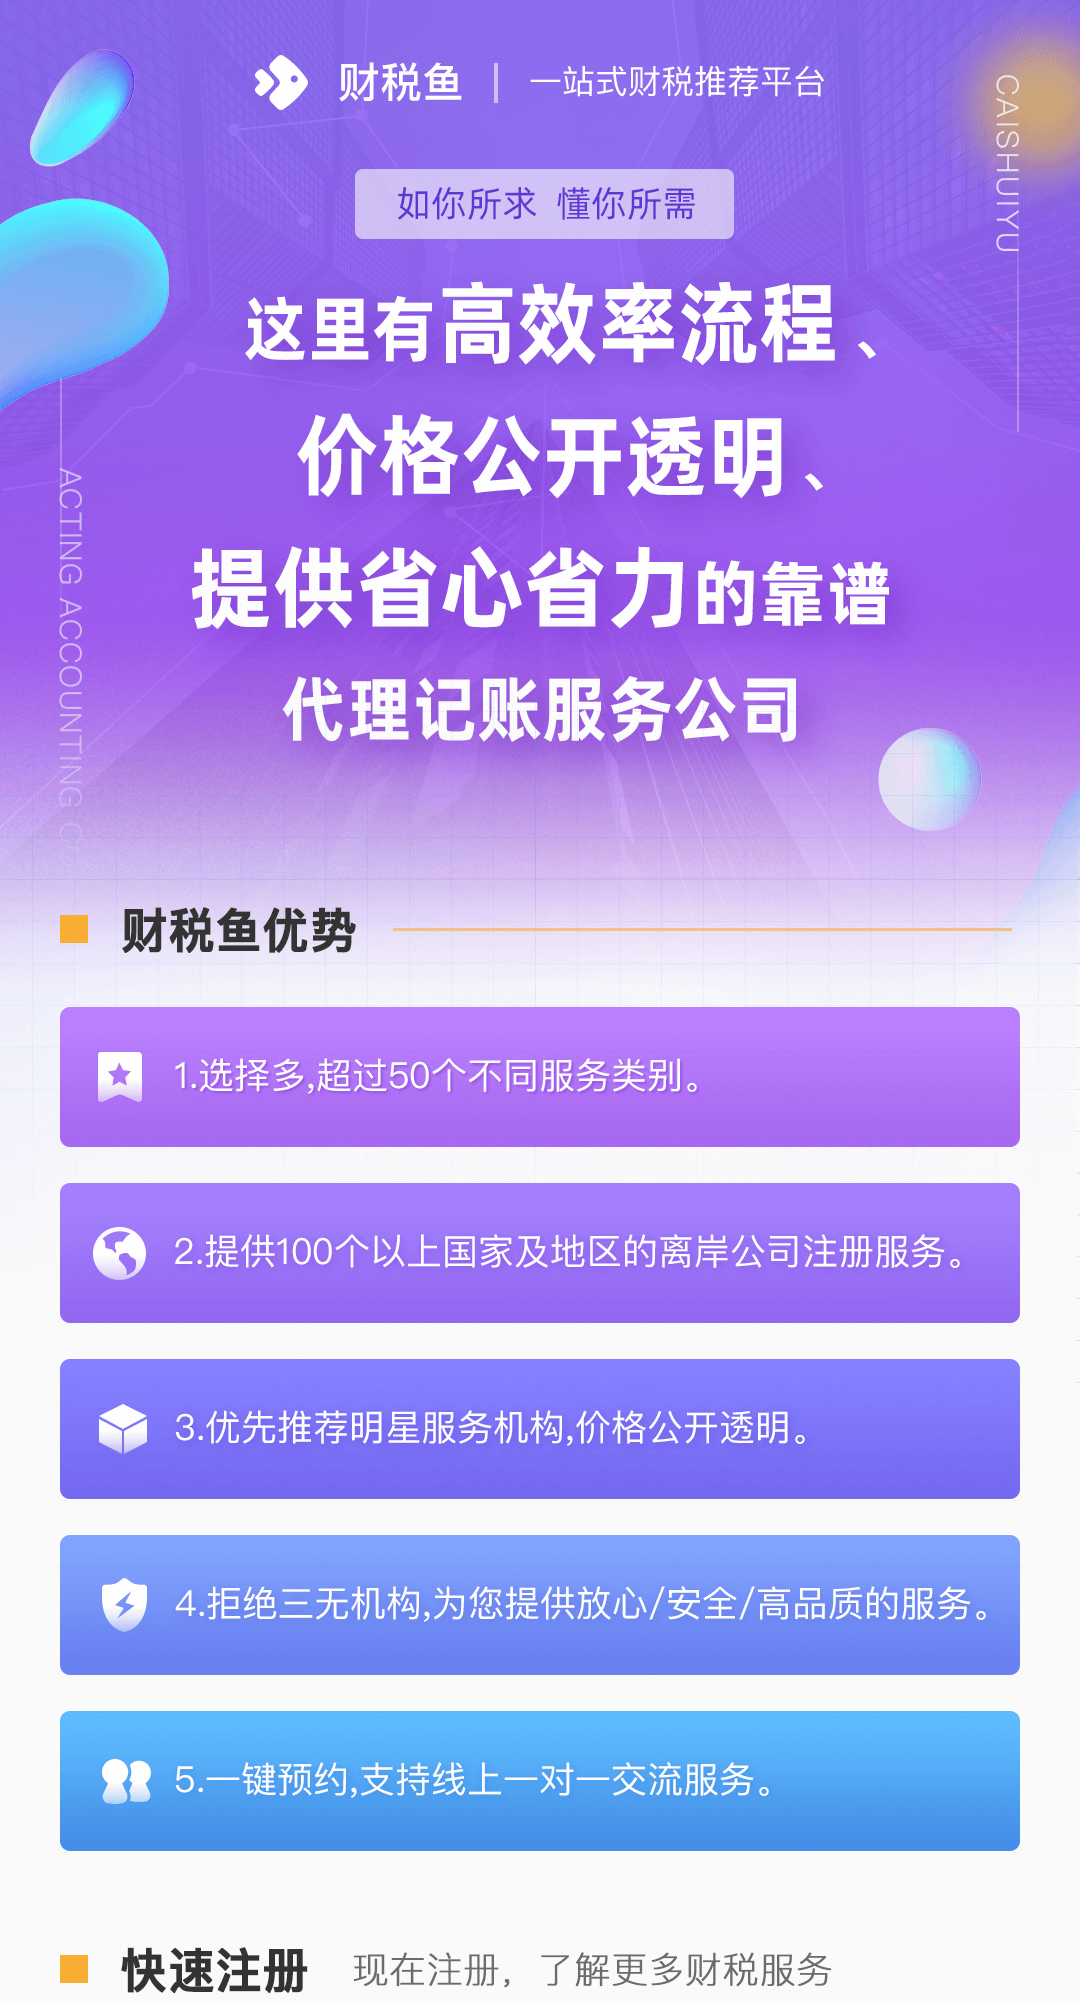 财税鱼 | 一站式财税推荐平台
CAISHUIYU
如你所求 懂你所需
这里有高效率流程、
价格公开透明、
提供省心省力的靠谱
代理记账服务公司
ACTING ACCOUNTING CO
财税鱼优势
1.选择多,超过50个不同服务类别。
2.提供100个以上国家及地区的离岸公司注册服务。
3.优先推荐明星服务机构,价格公开透明。
4.拒绝三无机构,为您提供放心/安全/高品质的服务。
5.一键预约,支持线上一对一交流服务。
快速注册 现在注册，了解更多财税服务